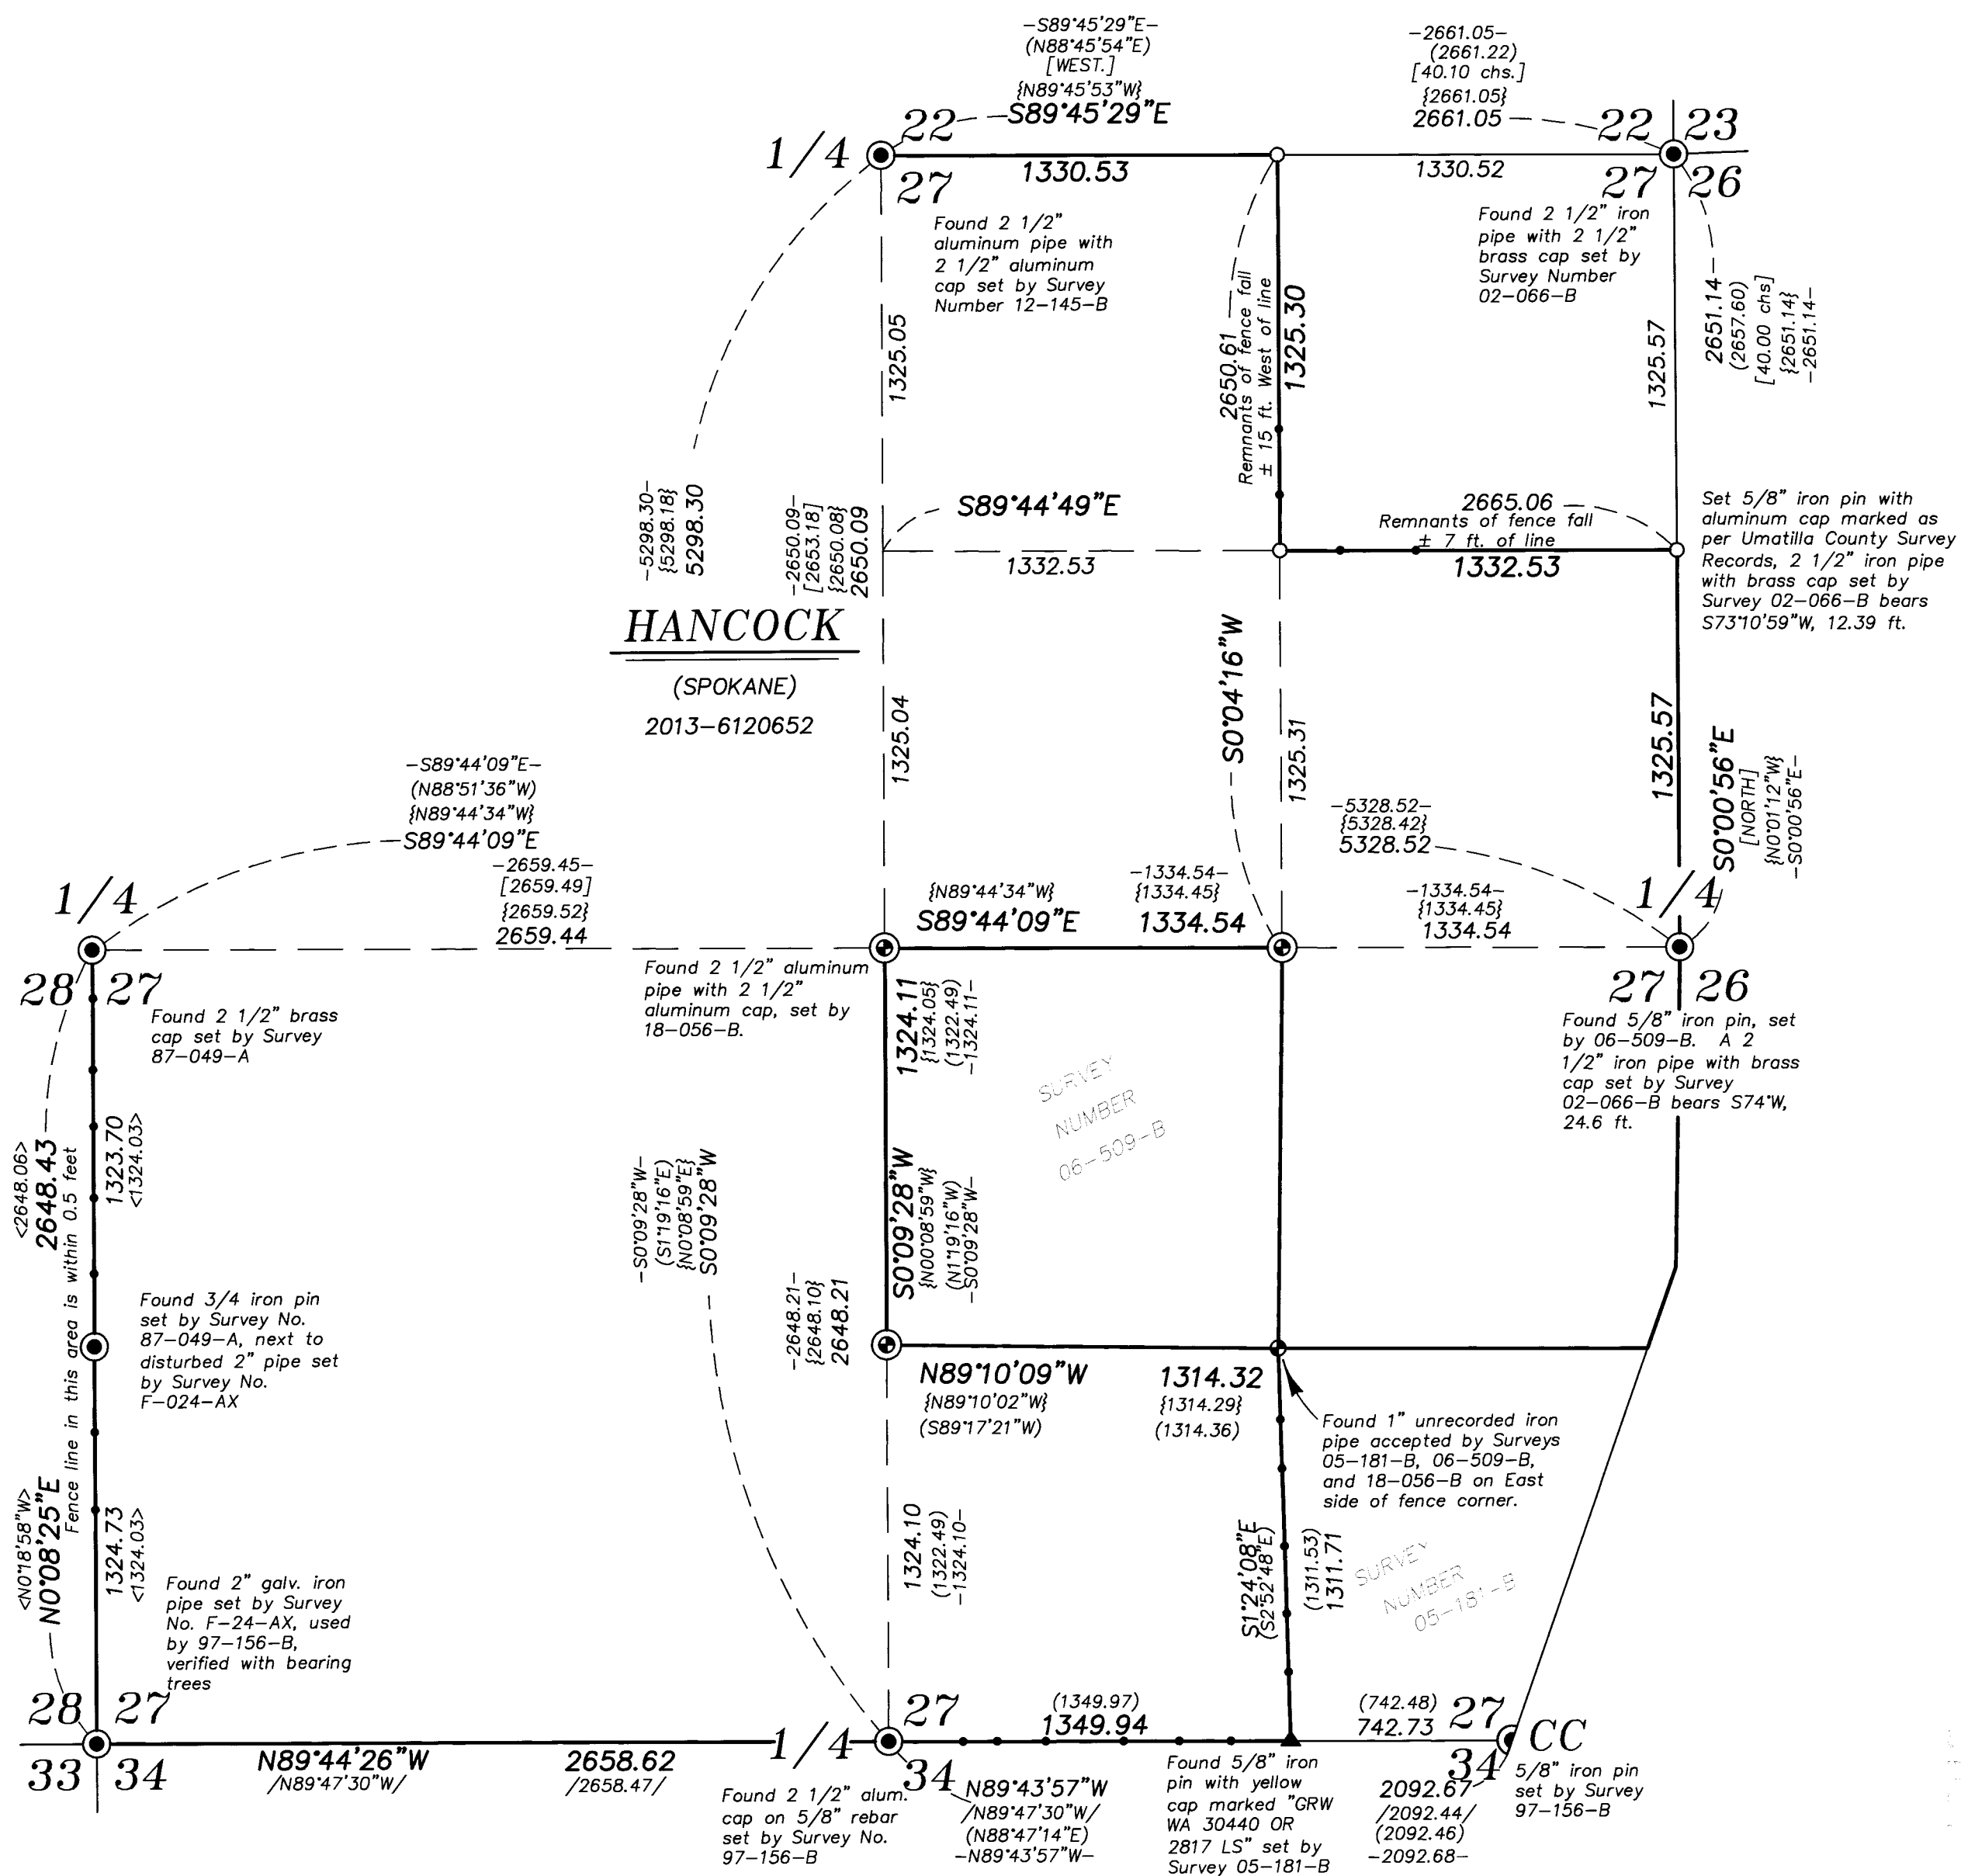 -S89°45'29"E-
(N88°45'54"E)
[WEST.]
{N89°45'53"W}
S89°45'29"E
-2661.05-
(2661.22)
[40.10 chs.]
{2661.05}
2661.05
1/4
22
27
1330.53
1330.52
22
23
27
26
Found 2 1/2"
aluminum pipe with
2 1/2" aluminum
cap set by Survey
Number 12-145-B
Found 2 1/2" iron
pipe with 2 1/2"
brass cap set by
Survey Number
02-066-B
2651.14
(2657.60)
[40.00 chs]
{2651.14}
-2651.14-
1325.05
2650.61
Remnants of fence fall
± 15 ft. West of line
1325.30
1325.57
-5298.30-
{5298.18}
5298.30
-2650.09-
[2653.18]
{2650.08}
2650.09
S89°44'49"E
1332.53
2665.06
Remnants of fence fall
± 7 ft. of line
1332.53
Set 5/8" iron pin with
aluminum cap marked as
per Umatilla County Survey
Records, 2 1/2" iron pipe
with brass cap set by
Survey 02-066-B bears
S73°10'59"W, 12.39 ft.
HANCOCK
(SPOKANE)
2013-6120652
1325.04
S0°04'16"W
1325.31
1325.57
S0°00'56"E
[NORTH]
{N0°01'12"W}
-S0°00'56"E-
-S89°44'09"E-
(N88°51'36"W)
{N89°44'34"W}
S89°44'09"E
-2659.45-
[2659.49]
{2659.52}
2659.44
-5328.52-
{5328.42}
5328.52
{N89°44'34"W}
S89°44'09"E
-1334.54-
{1334.45}
1334.54
-1334.54-
{1334.45}
1334.54
1/4
1/4
28
27
Found 2 1/2" brass
cap set by Survey
87-049-A
Found 2 1/2" aluminum
pipe with 2 1/2"
aluminum cap, set by
18-056-B.
27
26
Found 5/8" iron pin, set
by 06-509-B. A 2
1/2" iron pipe with brass
cap set by Survey
02-066-B bears S74°W,
24.6 ft.
1324.11
{1324.05}
(1322.49)
-1324.11-
SURVEY
NUMBER
06-509-B
<2648.06>
2648.43
Fence line in this area is within 0.5 feet
1323.70
<1324.03>
-S0°09'28"W-
(S1°19'16"E)
{N0°08'59"E}
S0°09'28"W
S0°09'28"W
{N00°08'59"W}
(N1°19'16"W)
-S0°09'28"W-
-2648.21-
{2648.10}
2648.21
Found 3/4 iron pin
set by Survey No.
87-049-A, next to
disturbed 2" pipe set
by Survey No.
F-024-AX
N89°10'09"W
{N89°10'02"W}
(S89°17'21"W)
1314.32
{1314.29}
(1314.36)
Found 1" unrecorded iron
pipe accepted by Surveys
05-181-B, 06-509-B,
and 18-056-B on East
side of fence corner.
<N0°18'58"W>
N0°08'25"E
1324.73
<1324.03>
1324.10
(1322.49)
-1324.10-
S1°24'08"E
(S2°52'48"E)
(1311.53)
1311.71
SURVEY
NUMBER
05-181-B
Found 2" galv. iron
pipe set by Survey
No. F-24-AX, used
by 97-156-B,
verified with bearing
trees
28
27
33
34
N89°44'26"W
/N89°47'30"W/
2658.62
/2658.47/
1/4
27
34
(1349.97)
1349.94
(742.48)
742.73
27
CC
34
Found 2 1/2" alum.
cap on 5/8" rebar
set by Survey No.
97-156-B
N89°43'57"W
/N89°47'30"W/
(N88°47'14"E)
-N89°43'57"W-
Found 5/8" iron
pin with yellow
cap marked "GRW
WA 30440 OR
2817 LS" set by
Survey 05-181-B
2092.67
/2092.44/
(2092.46)
-2092.68-
5/8" iron pin
set by Survey
97-156-B